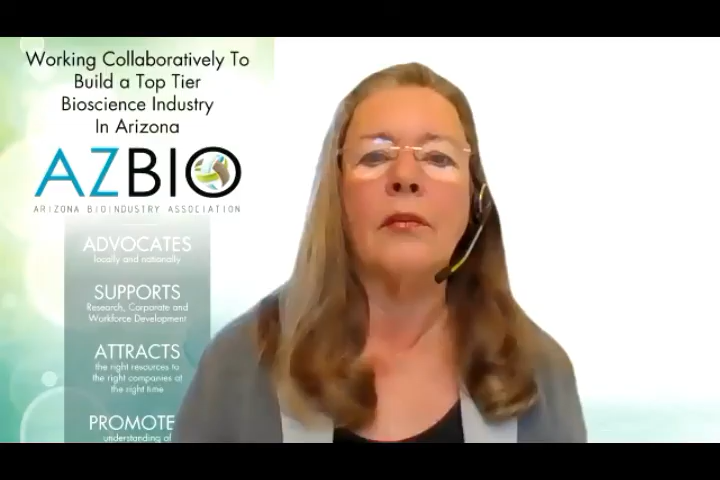 Working Collaboratively To
Build a Top Tier
Bioscience Industry
In Arizona
AZBIO
ARIZONA BIOINDUSTRY ASSOCIATION
ADVOCATES
locally and nationally
SUPPORTS
Research, Corporate and
Workforce Development
ATTRACTS
the right resources to
the right companies at
the right time
PROMOTE
understanding of